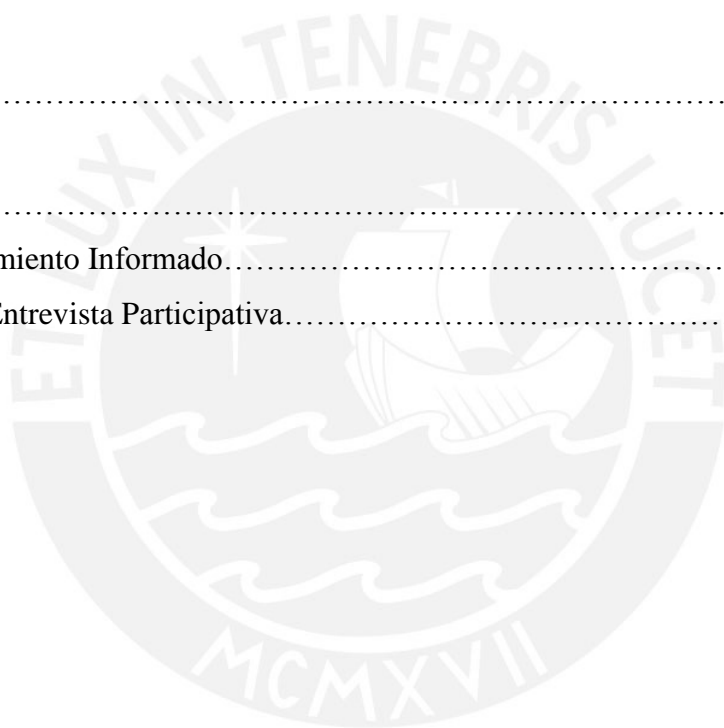 ……………………………………………………………
……………………………………………………………
miento Informado……………………………………
Entrevista Participativa………………………………
ET LUX IN TENEBRIS LUCET
MCMXVII